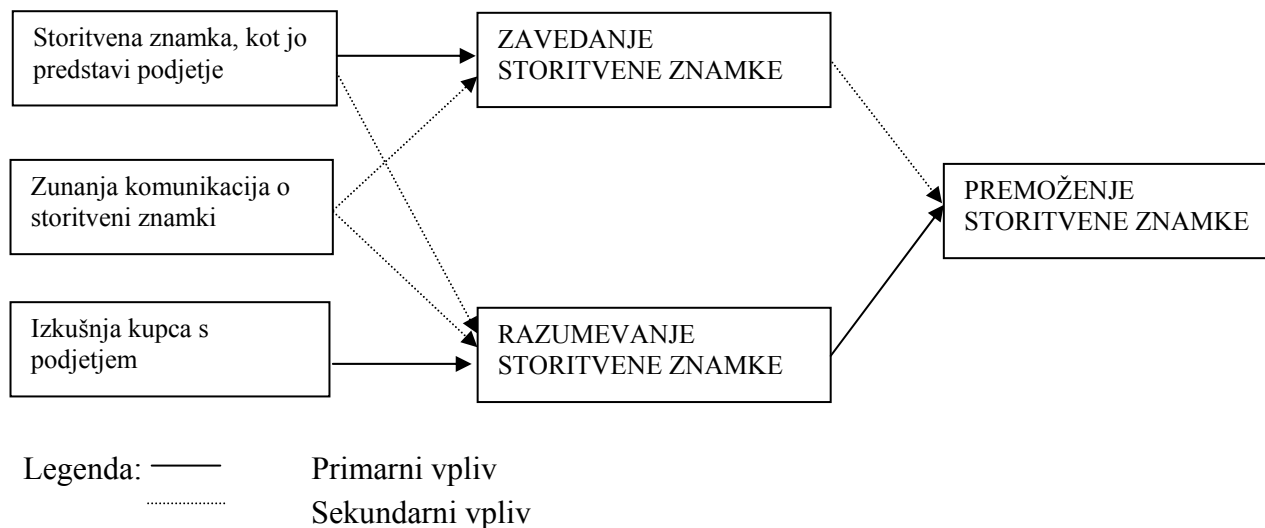 Storitvena znamka, kot jo
predstavi podjetje
ZAVEDANJE
STORITVENE ZNAMKE
Zunanja komunikacija o
storitveni znamki
PREMOŽENJE
STORITVENE ZNAMKE
Izkušnja kupca s
podjetjem
RAZUMEVANJE
STORITVENE ZNAMKE
Legenda: Primarni vpliv
Sekundarni vpliv